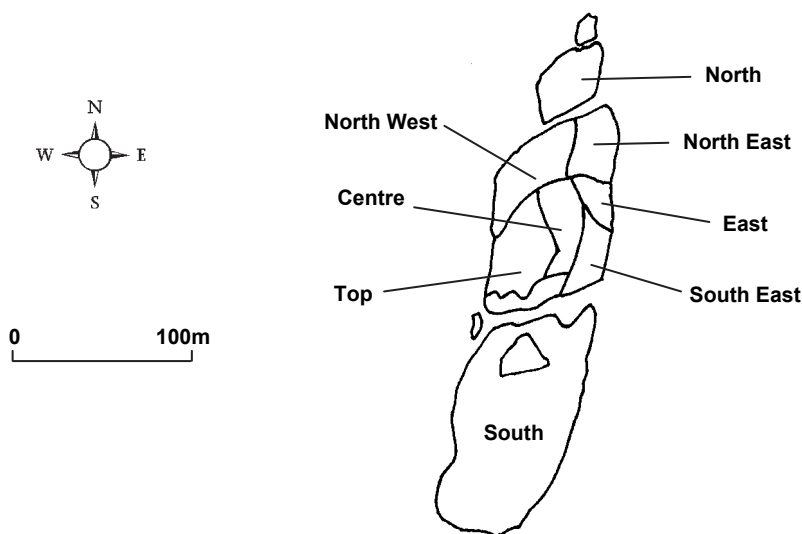 North
North West
North East
N
W E
S
Centre
East
Top
South East
0 100m
South